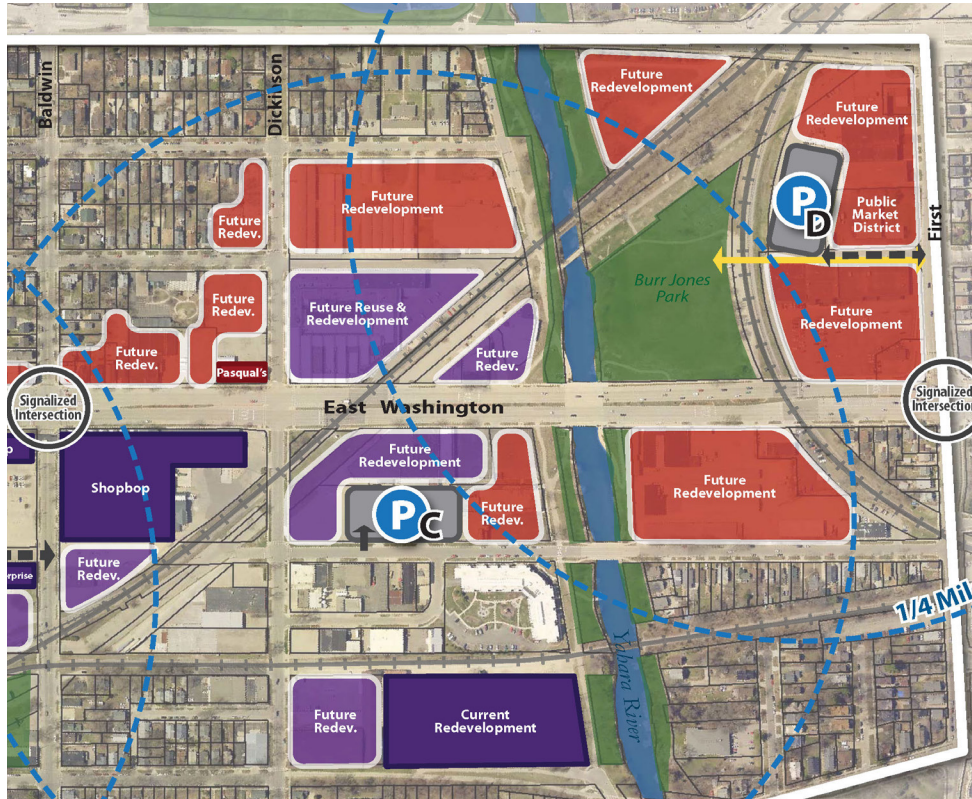 Baldwin
Dickinson
Future
Redevelopment
Future
Redevelopment
P
D
Public
Market
District
First
Future
Redev.
Future
Redevelopment
Burr Jones
Park
Future
Redev.
Future Reuse &
Redevelopment
Future
Redevelopment
Future
Redev.
Future
Redev.
Pasqual's
Signalized
Intersection
Signalized
Intersection
East Washington
Shopbop
Future
Redevelopment
P
C
Future
Redev.
Future
Redevelopment
Future
Redev.
erprise
1/4 Mil
Yahara River
Future
Redev.
Current
Redevelopment